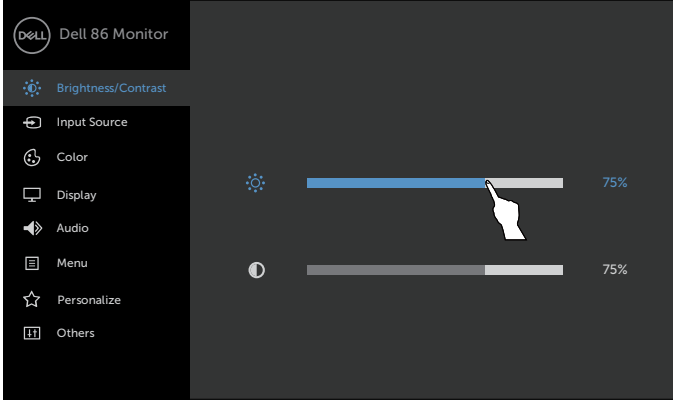 DELL
Dell 86 Monitor
Brightness/Contrast
Input Source
Color
Display
Audio
Menu
Personalize
Others
75%
75%